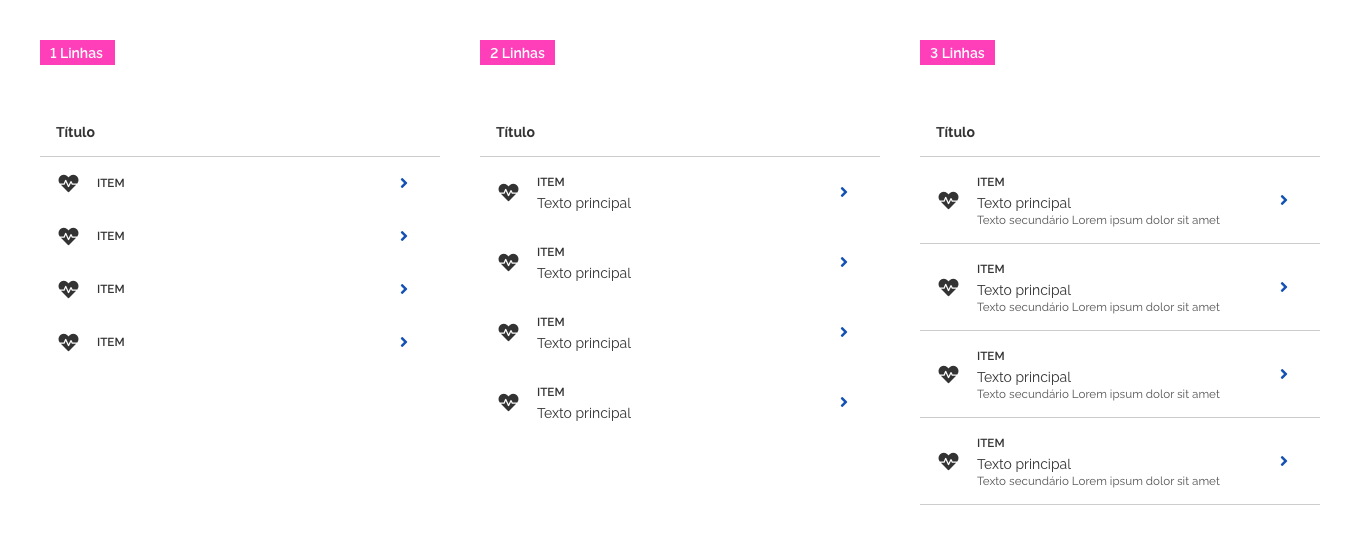 1 Linhas
Título
ITEM
ITEM
ITEM
ITEM
2 Linhas
Título
ITEM
Texto principal
ITEM
Texto principal
ITEM
Texto principal
ITEM
Texto principal
3 Linhas
Título
ITEM
Texto principal
Texto secundário Lorem ipsum dolor sit amet
ITEM
Texto principal
Texto secundário Lorem ipsum dolor sit amet
ITEM
Texto principal
Texto secundário Lorem ipsum dolor sit amet
ITEM
Texto principal
Texto secundário Lorem ipsum dolor sit amet